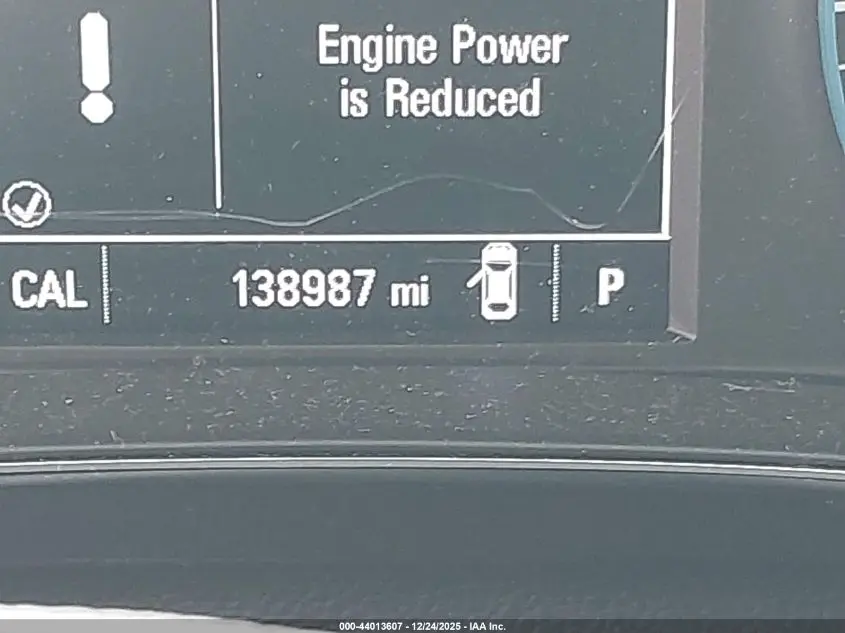 Engine Power
is Reduced
CAL 138987 mi P
000-44013607 - 12/24/2025 - IAA Inc.